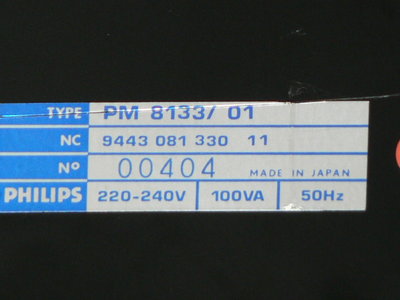 TYPE PM 8133/ 01
NC 9443 081 330 11
Nº 00404 MADE IN JAPAN
PHILIPS 220-240V 100VA 50Hz